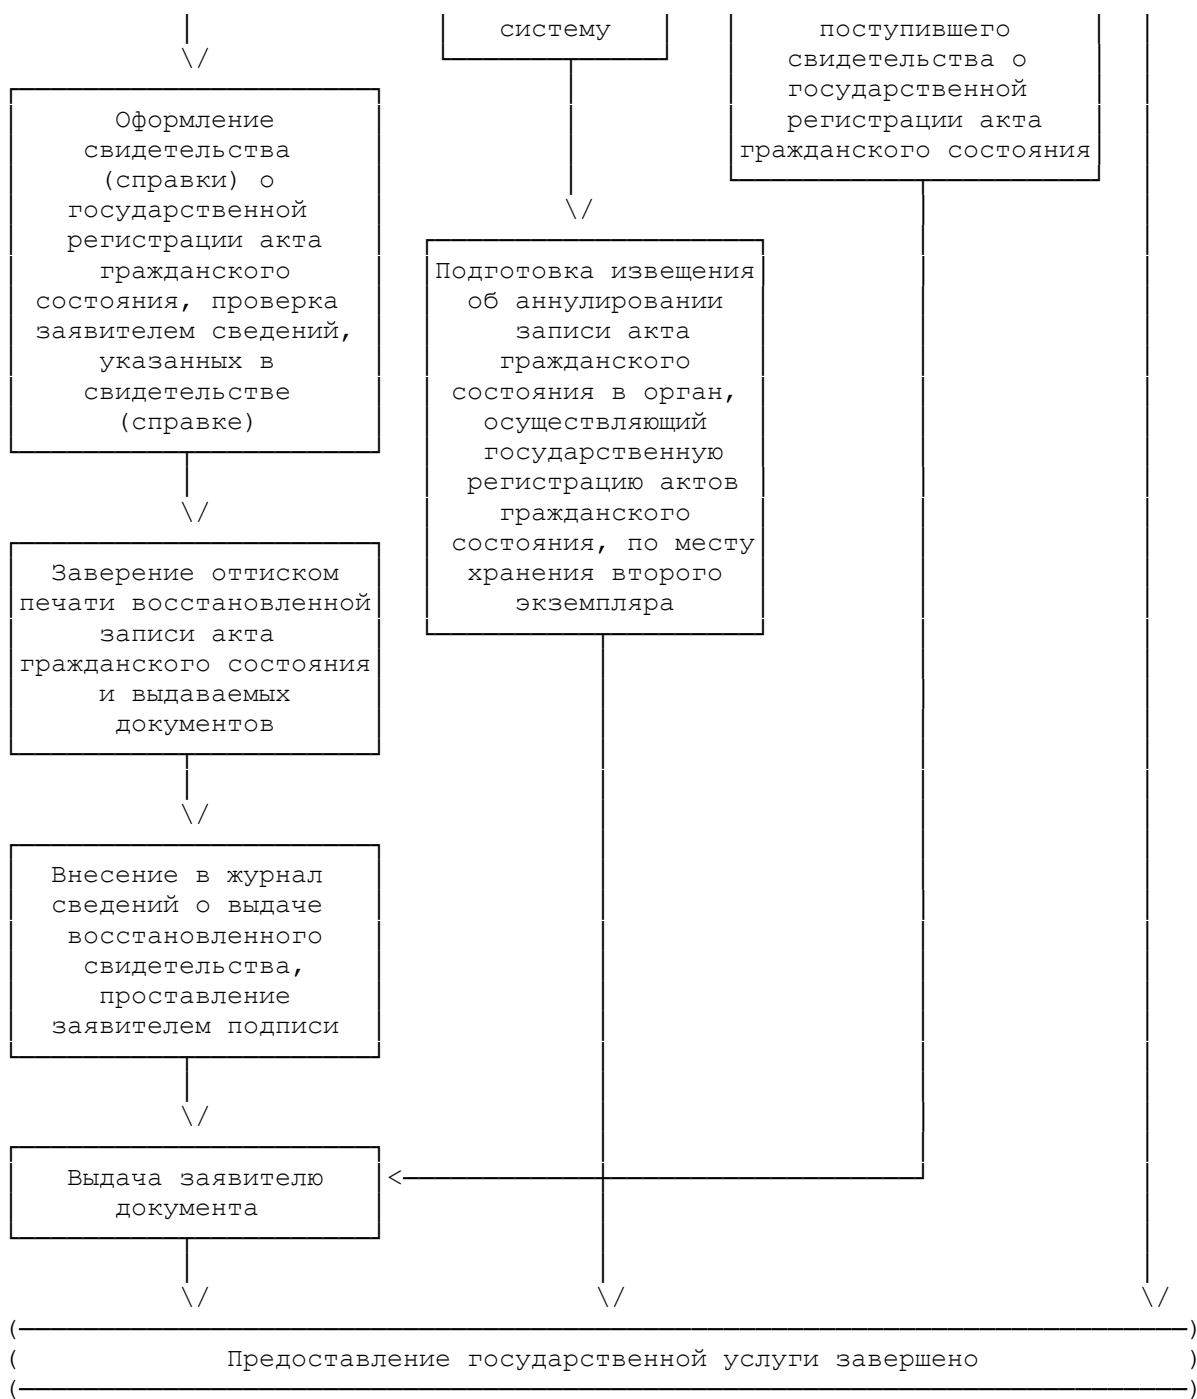 систему
поступившего
свидетельства о
государственной
регистрации акта
гражданского состояния
Оформление
свидетельства
(справки) о
государственной
регистрации акта
гражданского
состояния, проверка
заявителем сведений,
указанных в
свидетельстве
(справке)
Подготовка извещения
об аннулировании
записи акта
гражданского
состояния в орган,
осуществляющий
государственную
регистрацию актов
гражданского
состояния, по месту
хранения второго
экземпляра
Заверение оттиском
печати восстановленной
записи акта
гражданского состояния
и выдаваемых
документов
Внесение в журнал
сведений о выдаче
восстановленного
свидетельства,
проставление
заявителем подписи
Выдача заявителю
документа
Предоставление государственной услуги завершено